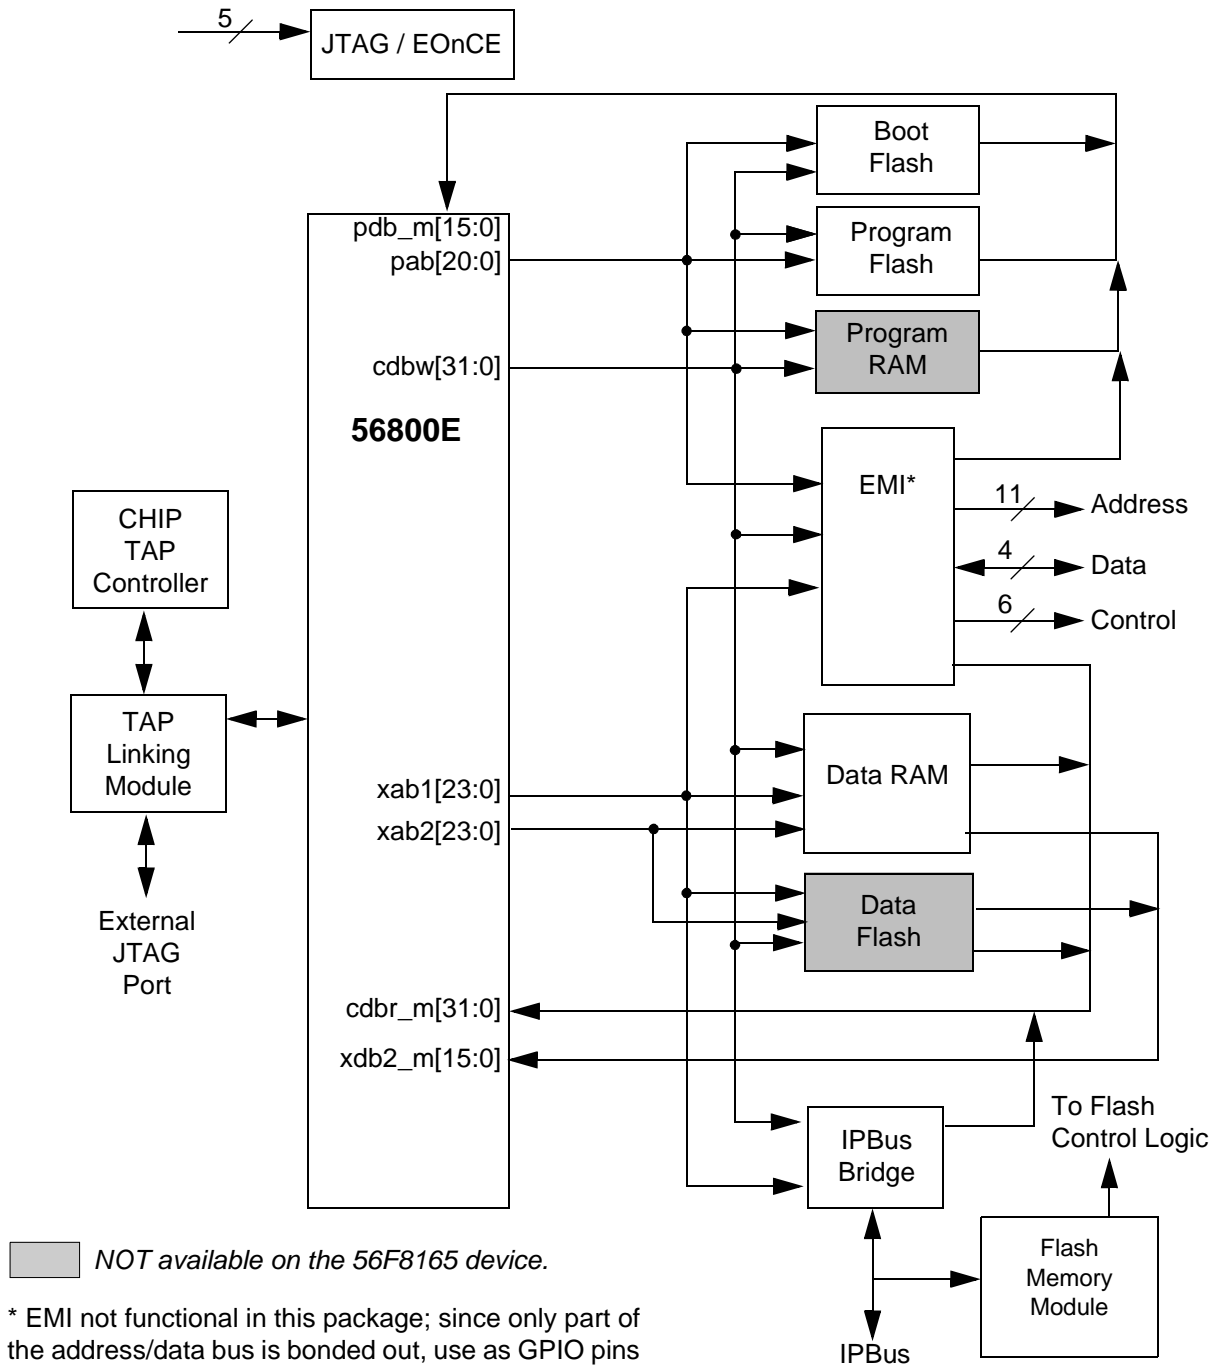 5
JTAG / EOnCE
Boot
Flash
pdb_m[15:0]
pab[20:0]
Program
Flash
cdbw[31:0]
Program
RAM
56800E
EMI*
11
Address
4
Data
6
Control
CHIP
TAP
Controller
TAP
Linking
Module
External
JTAG
Port
xab1[23:0]
xab2[23:0]
Data RAM
Data
Flash
cdbr_m[31:0]
xdb2_m[15:0]
To Flash
Control Logic
IPBus
Bridge
Flash
Memory
Module
IPBus
NOT available on the 56F8165 device.
* EMI not functional in this package; since only part of
the address/data bus is bonded out, use as GPIO pins